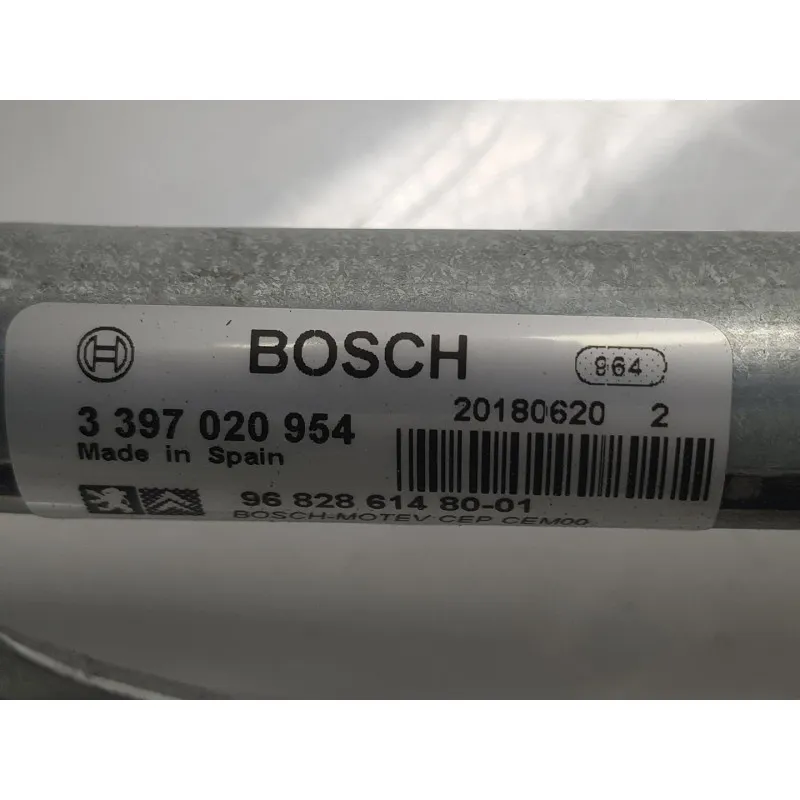 BOSCH
964
3 397 020 954
20180620 2
Made in Spain
96 828 614 80-01
BOSCH-MOTEV CEP CEM00